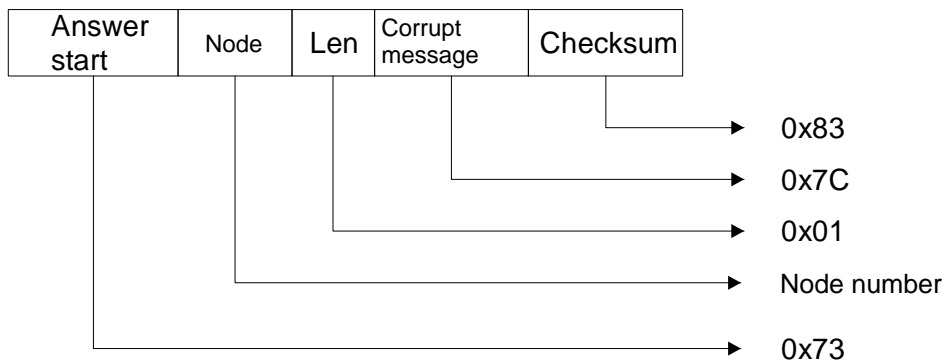 Answer
start
Node
Len
Corrupt
message
Checksum
0x83
0x7C
0x01
Node number
0x73